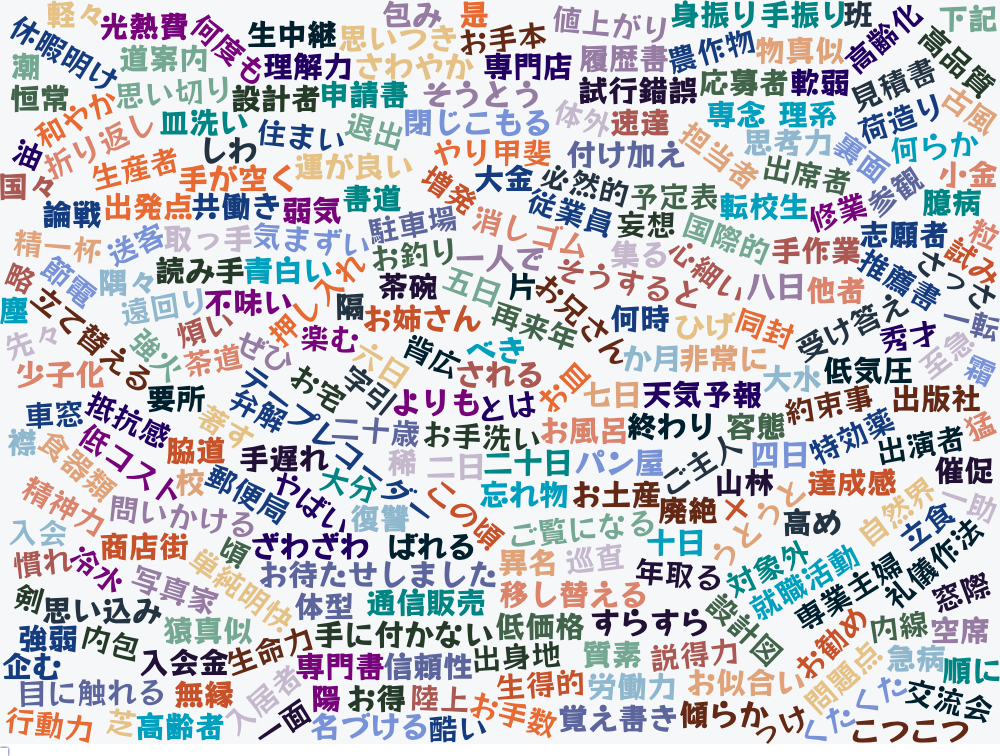 軽々
光熱費
何度も
生中継
思いつき
包み
是
お手本
値上がり
身振り手振り
班
高齢化
下記
休暇明け
潮
道案内
理解力
さわやか
専門店
履歴書
農作物
物真似
高品質
恒常
思い切り
設計者
申請書
そうとう
試行錯誤
応募者
軟弱
見積書
古風
和やか
折り返し
皿洗い
住まい
退出
閉じこもる
体外
速達
専念
理系
荷造り
油
しわ
やり甲斐
付け加え
担当者
思考力
裏面
何らか
国々
生産者
手が空く
運が良い
増発
大金
必然的
予定表
出席者
参観
小金
論戦
出発点
共働き
弱気
書道
駐車場
消しゴム
従業員
妄想
国際的
転校生
修業
臆病
精一杯
送客
取っ手
気まずい
お釣り
一人で
集る
心細い
手作業
志願者
粒
試み
略
節電
隅々
読み手
青白い
押し入れ
茶碗
五日
片
そうすると
八日
他者
推薦書
さっさ
塵
立て替える
遠回り
不味い
隔
お姉さん
再来年
お兄さん
何時
ひげ
同封
受け答え
秀才
一転
先々
強火
煩い
茶道
ぜひ
楽む
六日
背広
べき
か月
非常に
大水
低気圧
至急
霜
少子化
要所
テープレコーダー
お宅
字引
される
お目
七日
天気予報
約束事
出版社
車窓
抵抗感
蓄す
弁解
よりも
とは
二十歳
お手洗い
お風呂
終わり
容態
特効薬
猛
襟
食器類
低コスト
脇道
手遅れ
稀
二日
二十日
パン屋
ご主人
四日
出演者
催促
精神力
校
郵便局
やばい
大分
この頃
忘れ物
お土産
山林
うとうと
達成感
一助
入会
問いかける
復讐
ご覧になる
廃絶
メ
高め
自然界
立食
慣れ
冷水
商店街
頃
ざわざわ
ばれる
異名
巡査
十日
対象外
礼儀作法
写真家
単純明快
お待たせしました
年取る
就職活動
専業主婦
窓際
剣
思い込み
体型
通信販売
移し替える
設計図
強弱
内包
猿真似
生命力
手に付かない
低価格
すらすら
お勧め
内線
空席
企む
入会金
専門書
信頼性
出身地
質素
説得力
問題点
急病
順に
目に触れる
無縁
入居者
陽
お得
陸上
生得的
労働力
お似合い
くたくた
交流会
行動力
芝
高齢者
一面
名づける
酷い
お手数
覚え書き
傾らか
つけ
こつこつ